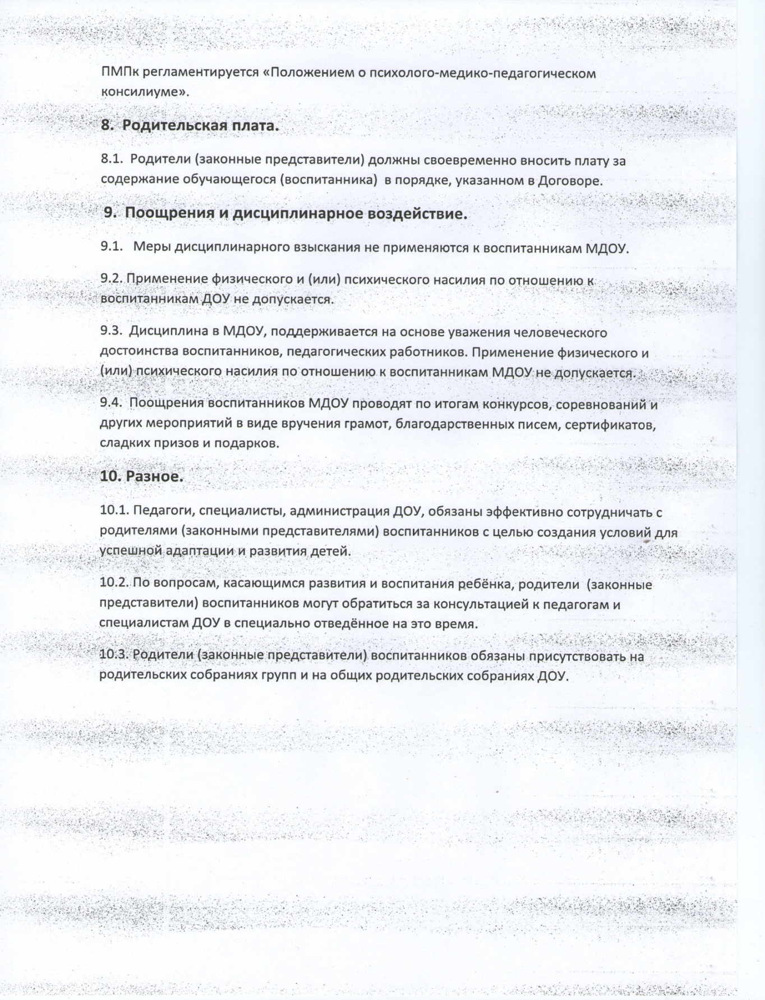 ПМПк регламентируется «Положением о психолого-медико-педагогическом
консилиуме».
8.  Родительская плата.
8.1.  Родители (законные представители) должны своевременно вносить плату за
содержание обучающегося (воспитанника)  в порядке, указанном в Договоре.
9.  Поощрения и дисциплинарное воздействие.
9.1.   Меры дисциплинарного взыскания не применяются к воспитанникам МДОУ.
9.2. Применение физического и (или) психического насилия по отношению к
воспитанникам ДОУ не допускается.
9.3.  Дисциплина в МДОУ, поддерживается на основе уважения человеческого
достоинства воспитанников, педагогических работников. Применение физического и
(или) психического насилия по отношению к воспитанникам МДОУ не допускается.
9.4.  Поощрения воспитанников МДОУ проводят по итогам конкурсов, соревнований и
других мероприятий в виде вручения грамот, благодарственных писем, сертификатов,
сладких призов и подарков.
10. Разное.
10.1. Педагоги, специалисты, администрация ДОУ, обязаны эффективно сотрудничать с
родителями (законными представителями) воспитанников с целью создания условий для
успешной адаптации и развития детей.
10.2. По вопросам, касающимся развития и воспитания ребёнка, родители  (законные
представители) воспитанников могут обратиться за консультацией к педагогам и
специалистам ДОУ в специально отведённое на это время.
10.3. Родители (законные представители) воспитанников обязаны присутствовать на
родительских собраниях групп и на общих родительских собраниях ДОУ.